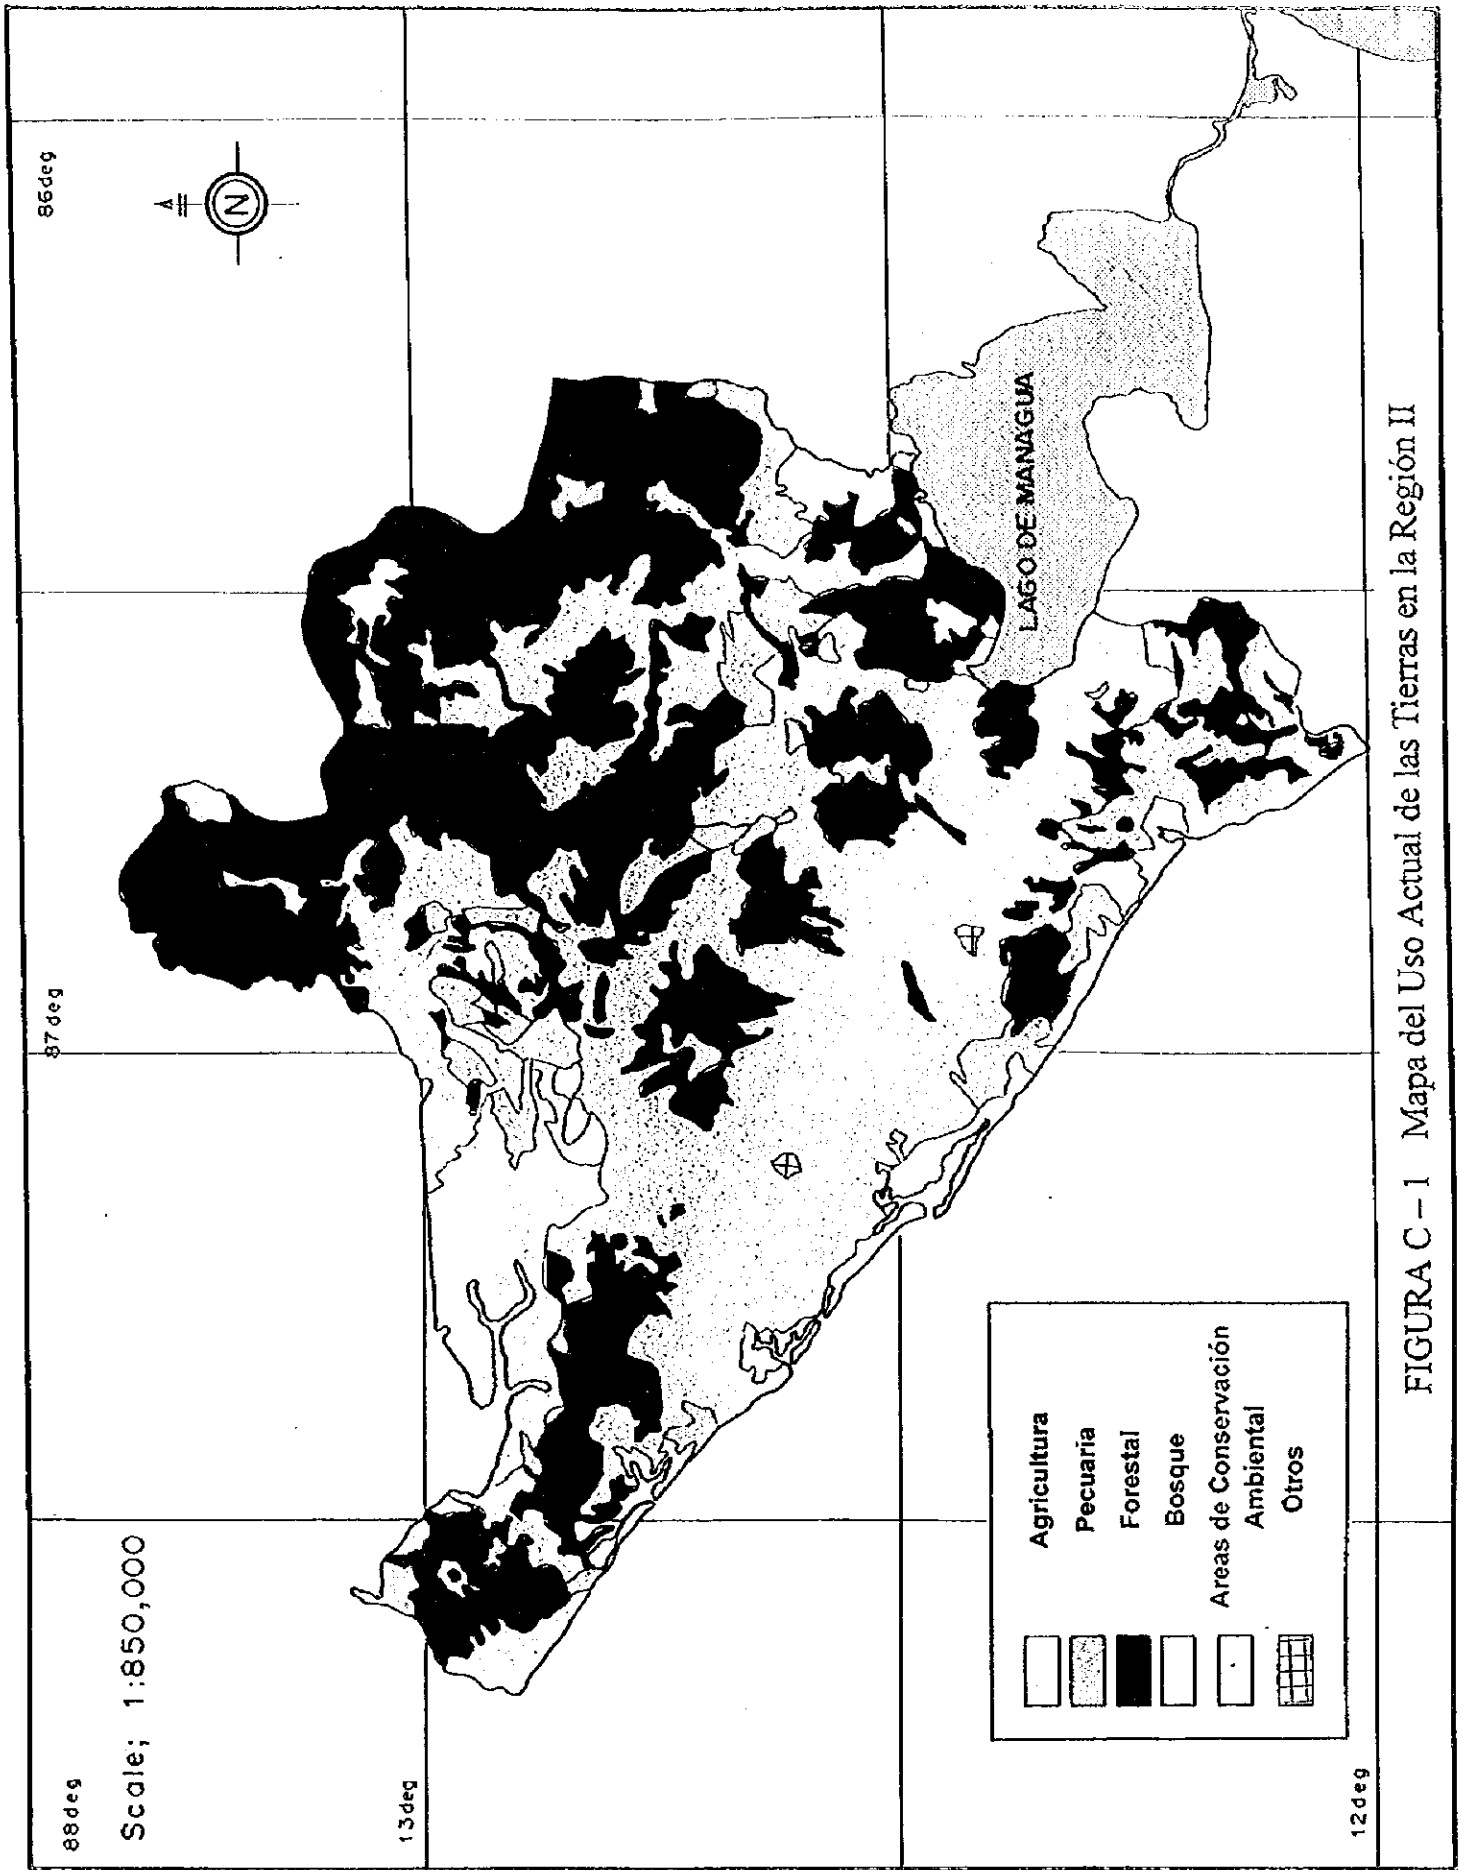 88deg
87deg
86deg
Scale; 1:850,000
N
13deg
LAGO DE MANAGUA
Agricultura
Pecuaria
Forestal
Bosque
Areas de Conservación
Ambiental
Otros
12deg
FIGURA C - 1 Mapa del Uso Actual de las Tierras en la Región II